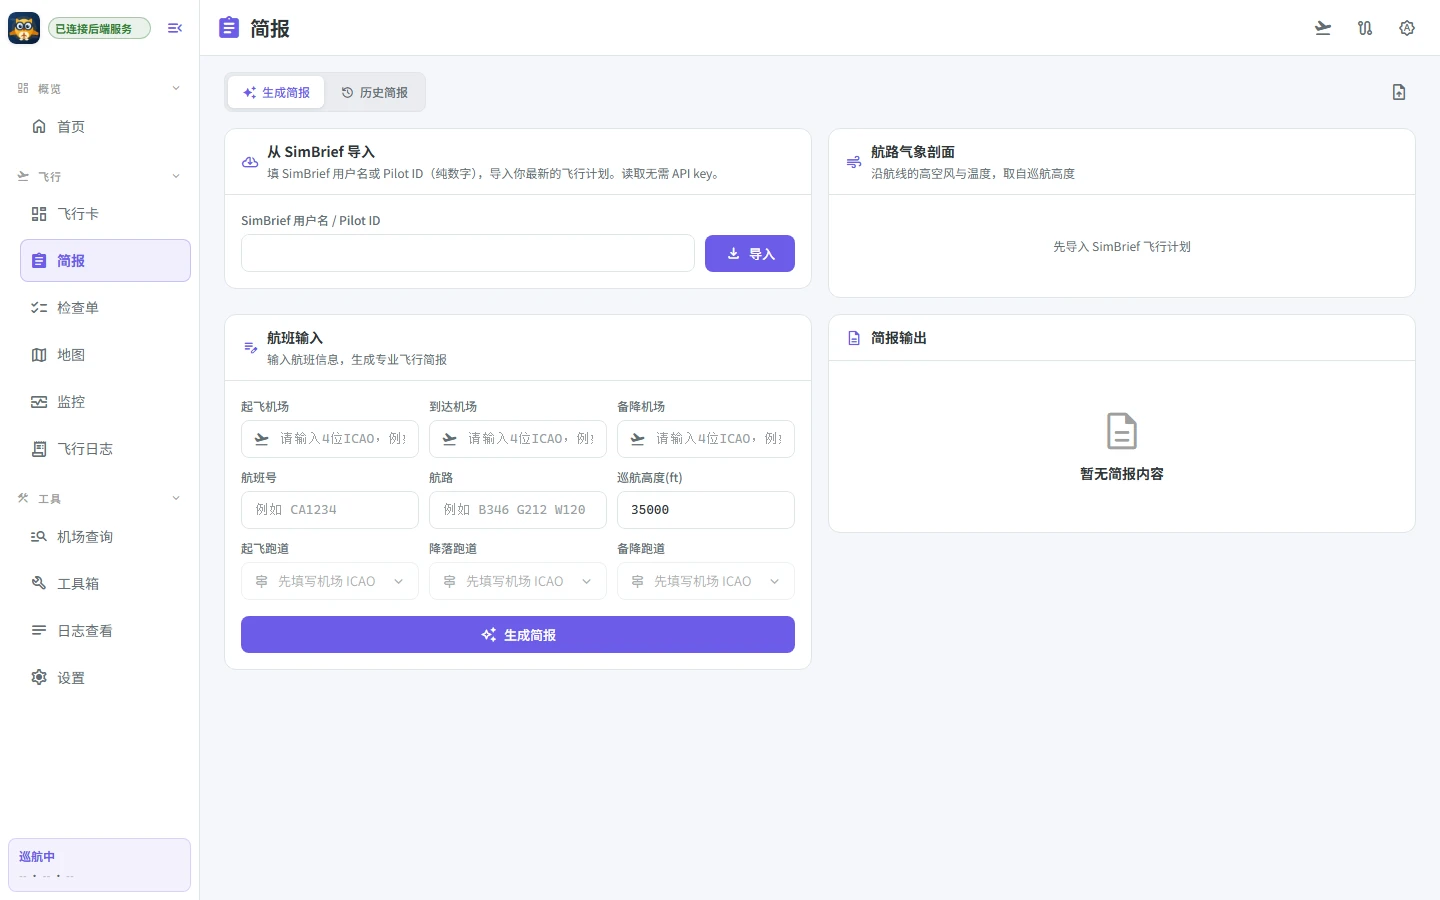 已连接后端服务
简报
概览
首页
飞行
飞行卡
简报
检查单
地图
监控
飞行日志
工具
机场查询
工具箱
日志查看
设置
巡航中
-- • -- • --
生成简报
历史简报
从 SimBrief 导入
填 SimBrief 用户名或 Pilot ID（纯数字），导入你最新的飞行计划。读取无需 API key。
SimBrief 用户名 / Pilot ID
导入
航路气象剖面
沿航线的高空风与温度，取自巡航高度
先导入 SimBrief 飞行计划
航班输入
输入航班信息，生成专业飞行简报
起飞机场
到达机场
备降机场
请输入4位ICAO，例:
请输入4位ICAO，例:
请输入4位ICAO，例:
航班号
航路
巡航高度(ft)
例如 CA1234
例如 B346 G212 W120
35000
起飞跑道
降落跑道
备降跑道
先填写机场 ICAO
先填写机场 ICAO
先填写机场 ICAO
生成简报
简报输出
暂无简报内容